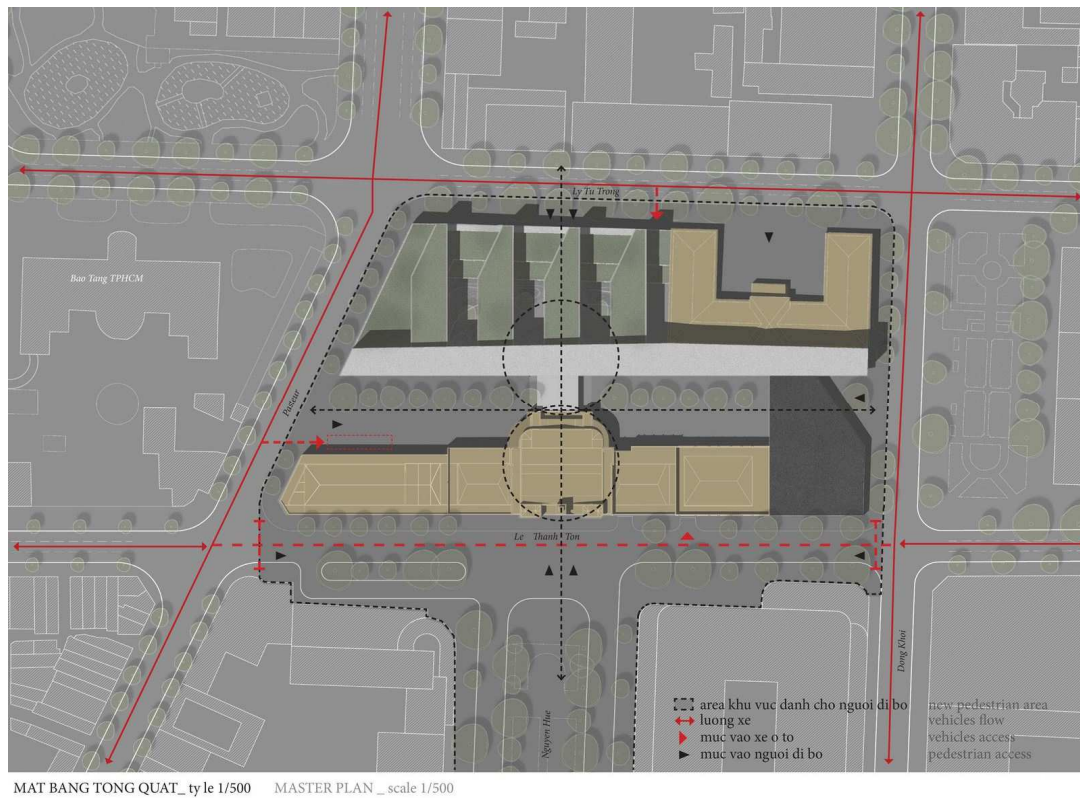 Ly Tu Trong
Bao Tang TPHCM
Pasteur
Le Thanh Ton
Dong Khoi
Nguyen Hue
area khu vuc danh cho nguoi di bo new pedestrian area
luong xe vehicles flow
muc vao xe o to vehicles access
muc vao nguoi di bo pedestrian access
MAT BANG TONG QUAT_ ty le 1/500 MASTER PLAN _ scale 1/500